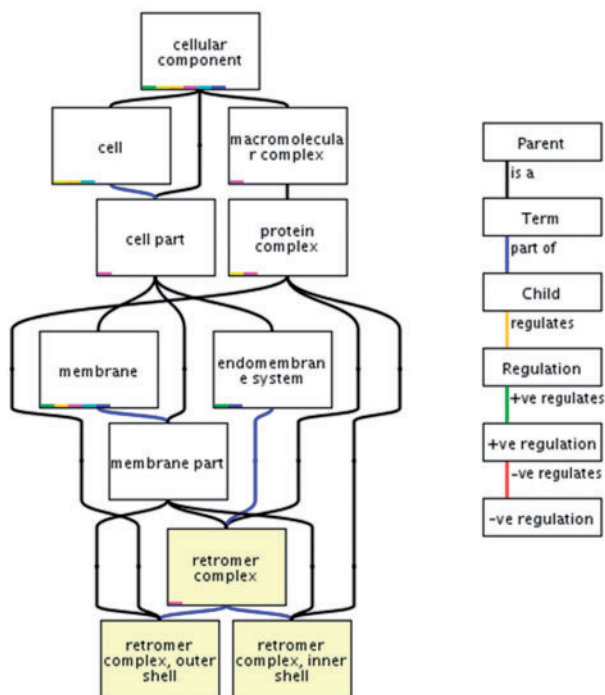 cellular
component
cell
macromolecula
r complex
cell part
protein
complex
membrane
endomembran
e system
membrane part
retromer
complex
retromer
complex, outer
shell
retromer
complex, inner
shell
Parent
is a
Term
part of
Child
regulates
Regulation
+ve regulates
+ve regulation
-ve regulates
-ve regulation